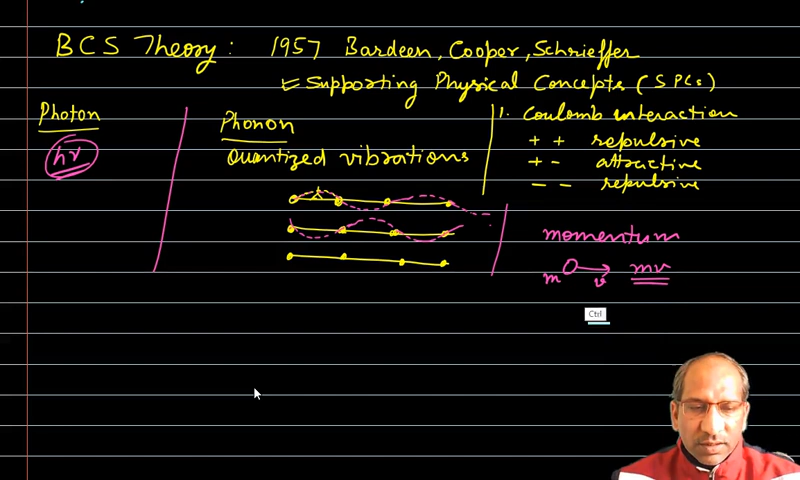 BCS Theory: 1957 Bardeen, Cooper, Schrieffer
Supporting Physical Concepts (SPCs)
Photon
hν
Phonon
Quantized vibrations
1. Coulomb interaction
+ + repulsive
+ - attractive
- - repulsive
momentum
m v mv
Ctrl